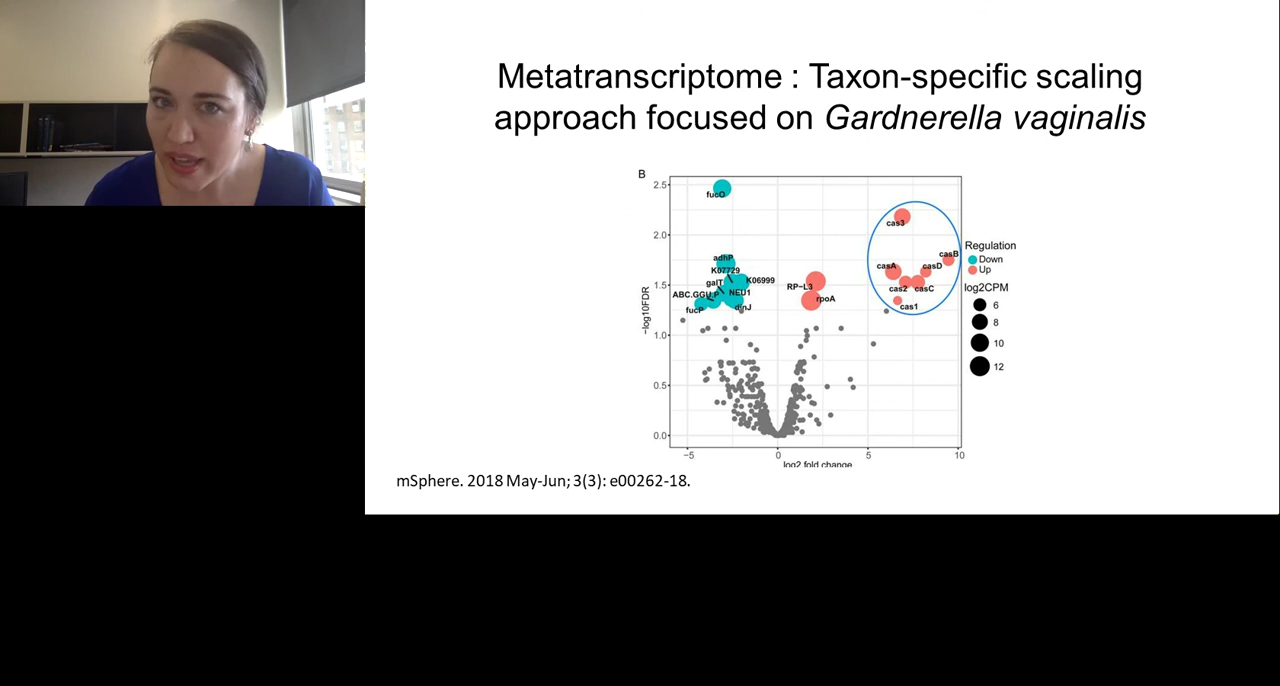 Metatranscriptome : Taxon-specific scaling
approach focused on Gardnerella vaginalis
B
2.5
2.0
1.5
1.0
0.5
0.0
−log10FDR
−5
0
5
10
log2 fold change
fucO
adhP
K07729
K06999
galT
NEU1
ABC.GGU.P
dinJ
fucP
RP−L3
rpoA
cas3
casB
casA
casD
cas2
casC
cas1
Regulation
Down
Up
log2CPM
6
8
10
12
mSphere. 2018 May-Jun; 3(3): e00262-18.